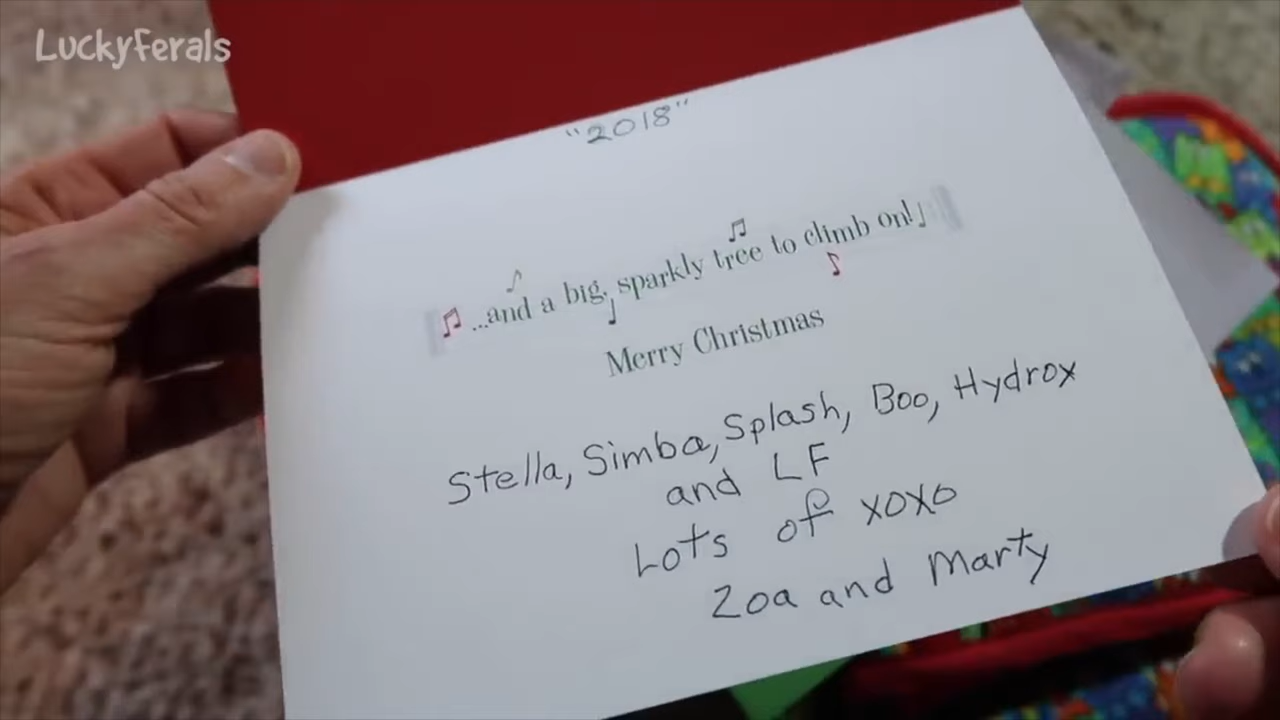 LuckyFerals
"2018"
...and a big, sparkly tree to climb on!
Merry Christmas
Stella, Simba, Splash, Boo, Hydrox
and LF
Lots of xoxo
Zoa and Marty